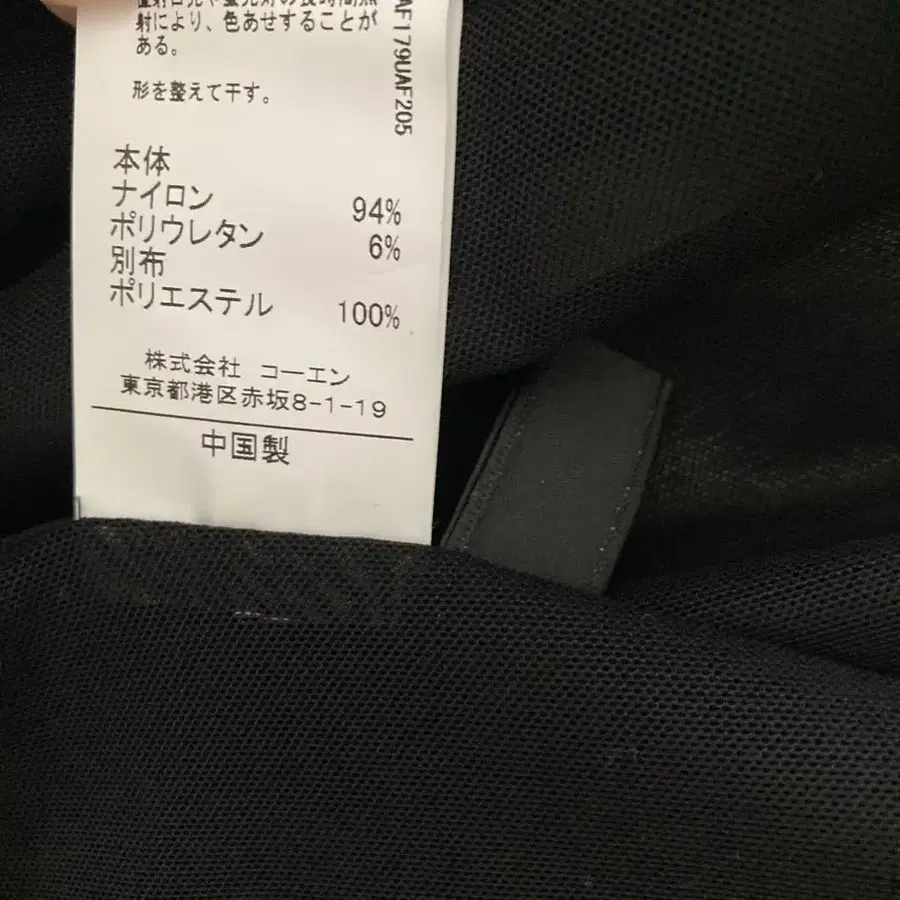 射により、色あせすることが
ある。
形を整えて干す。
AF179UAF205
本体
ナイロン 94%
ポリウレタン 6%
別布
ポリエステル 100%
株式会社 コーエン
東京都港区赤坂8-1-19
中国製